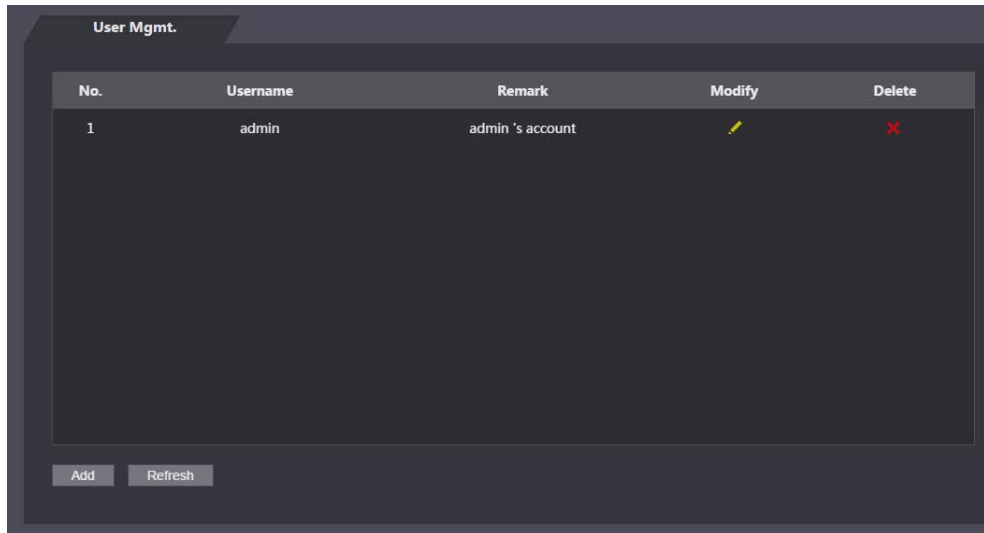 User Mgmt.
No. Username Remark Modify Delete
1 admin admin 's account
Add Refresh